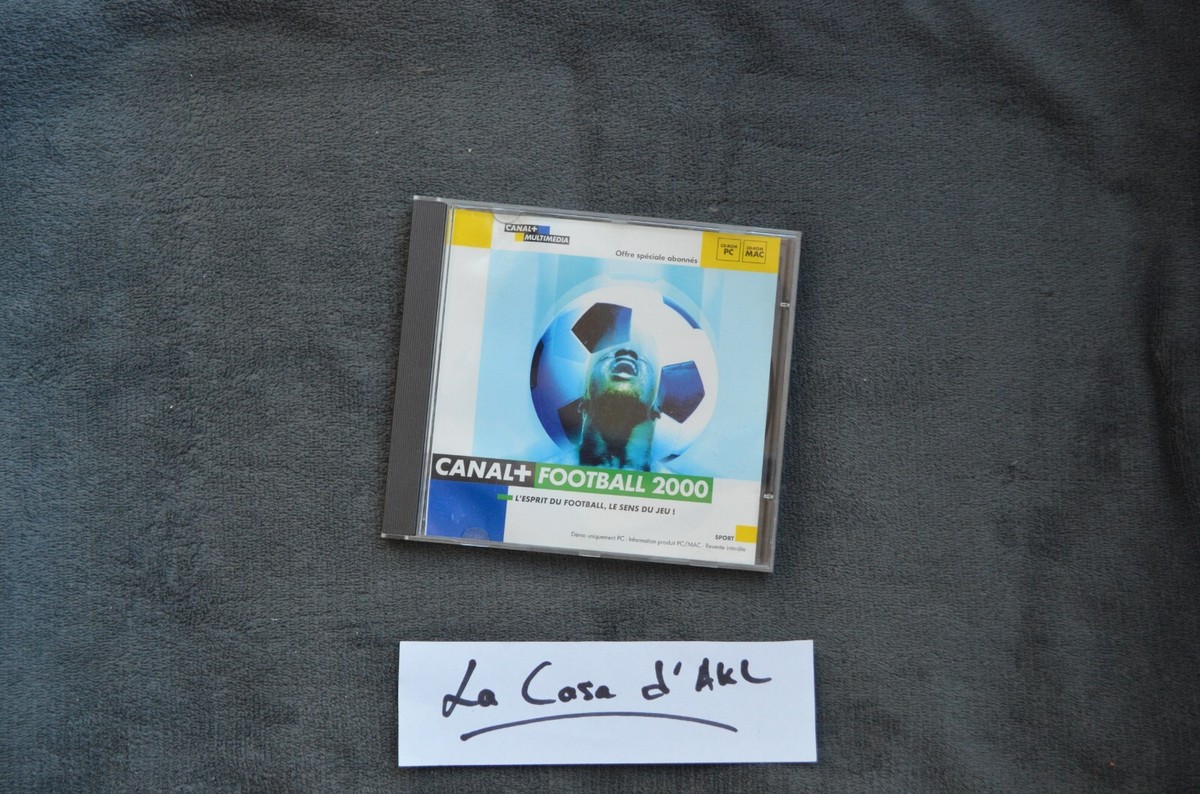 CANAL+
MULTIMEDIA
Offre spéciale abonnés
CD-ROM
PC
CD-ROM
MAC
CANAL+ FOOTBALL 2000
L'ESPRIT DU FOOTBALL, LE SENS DU JEU !
SPORT
Démo uniquement PC - Information produit PC/MAC - Revente interdite
La Casa d'AKL